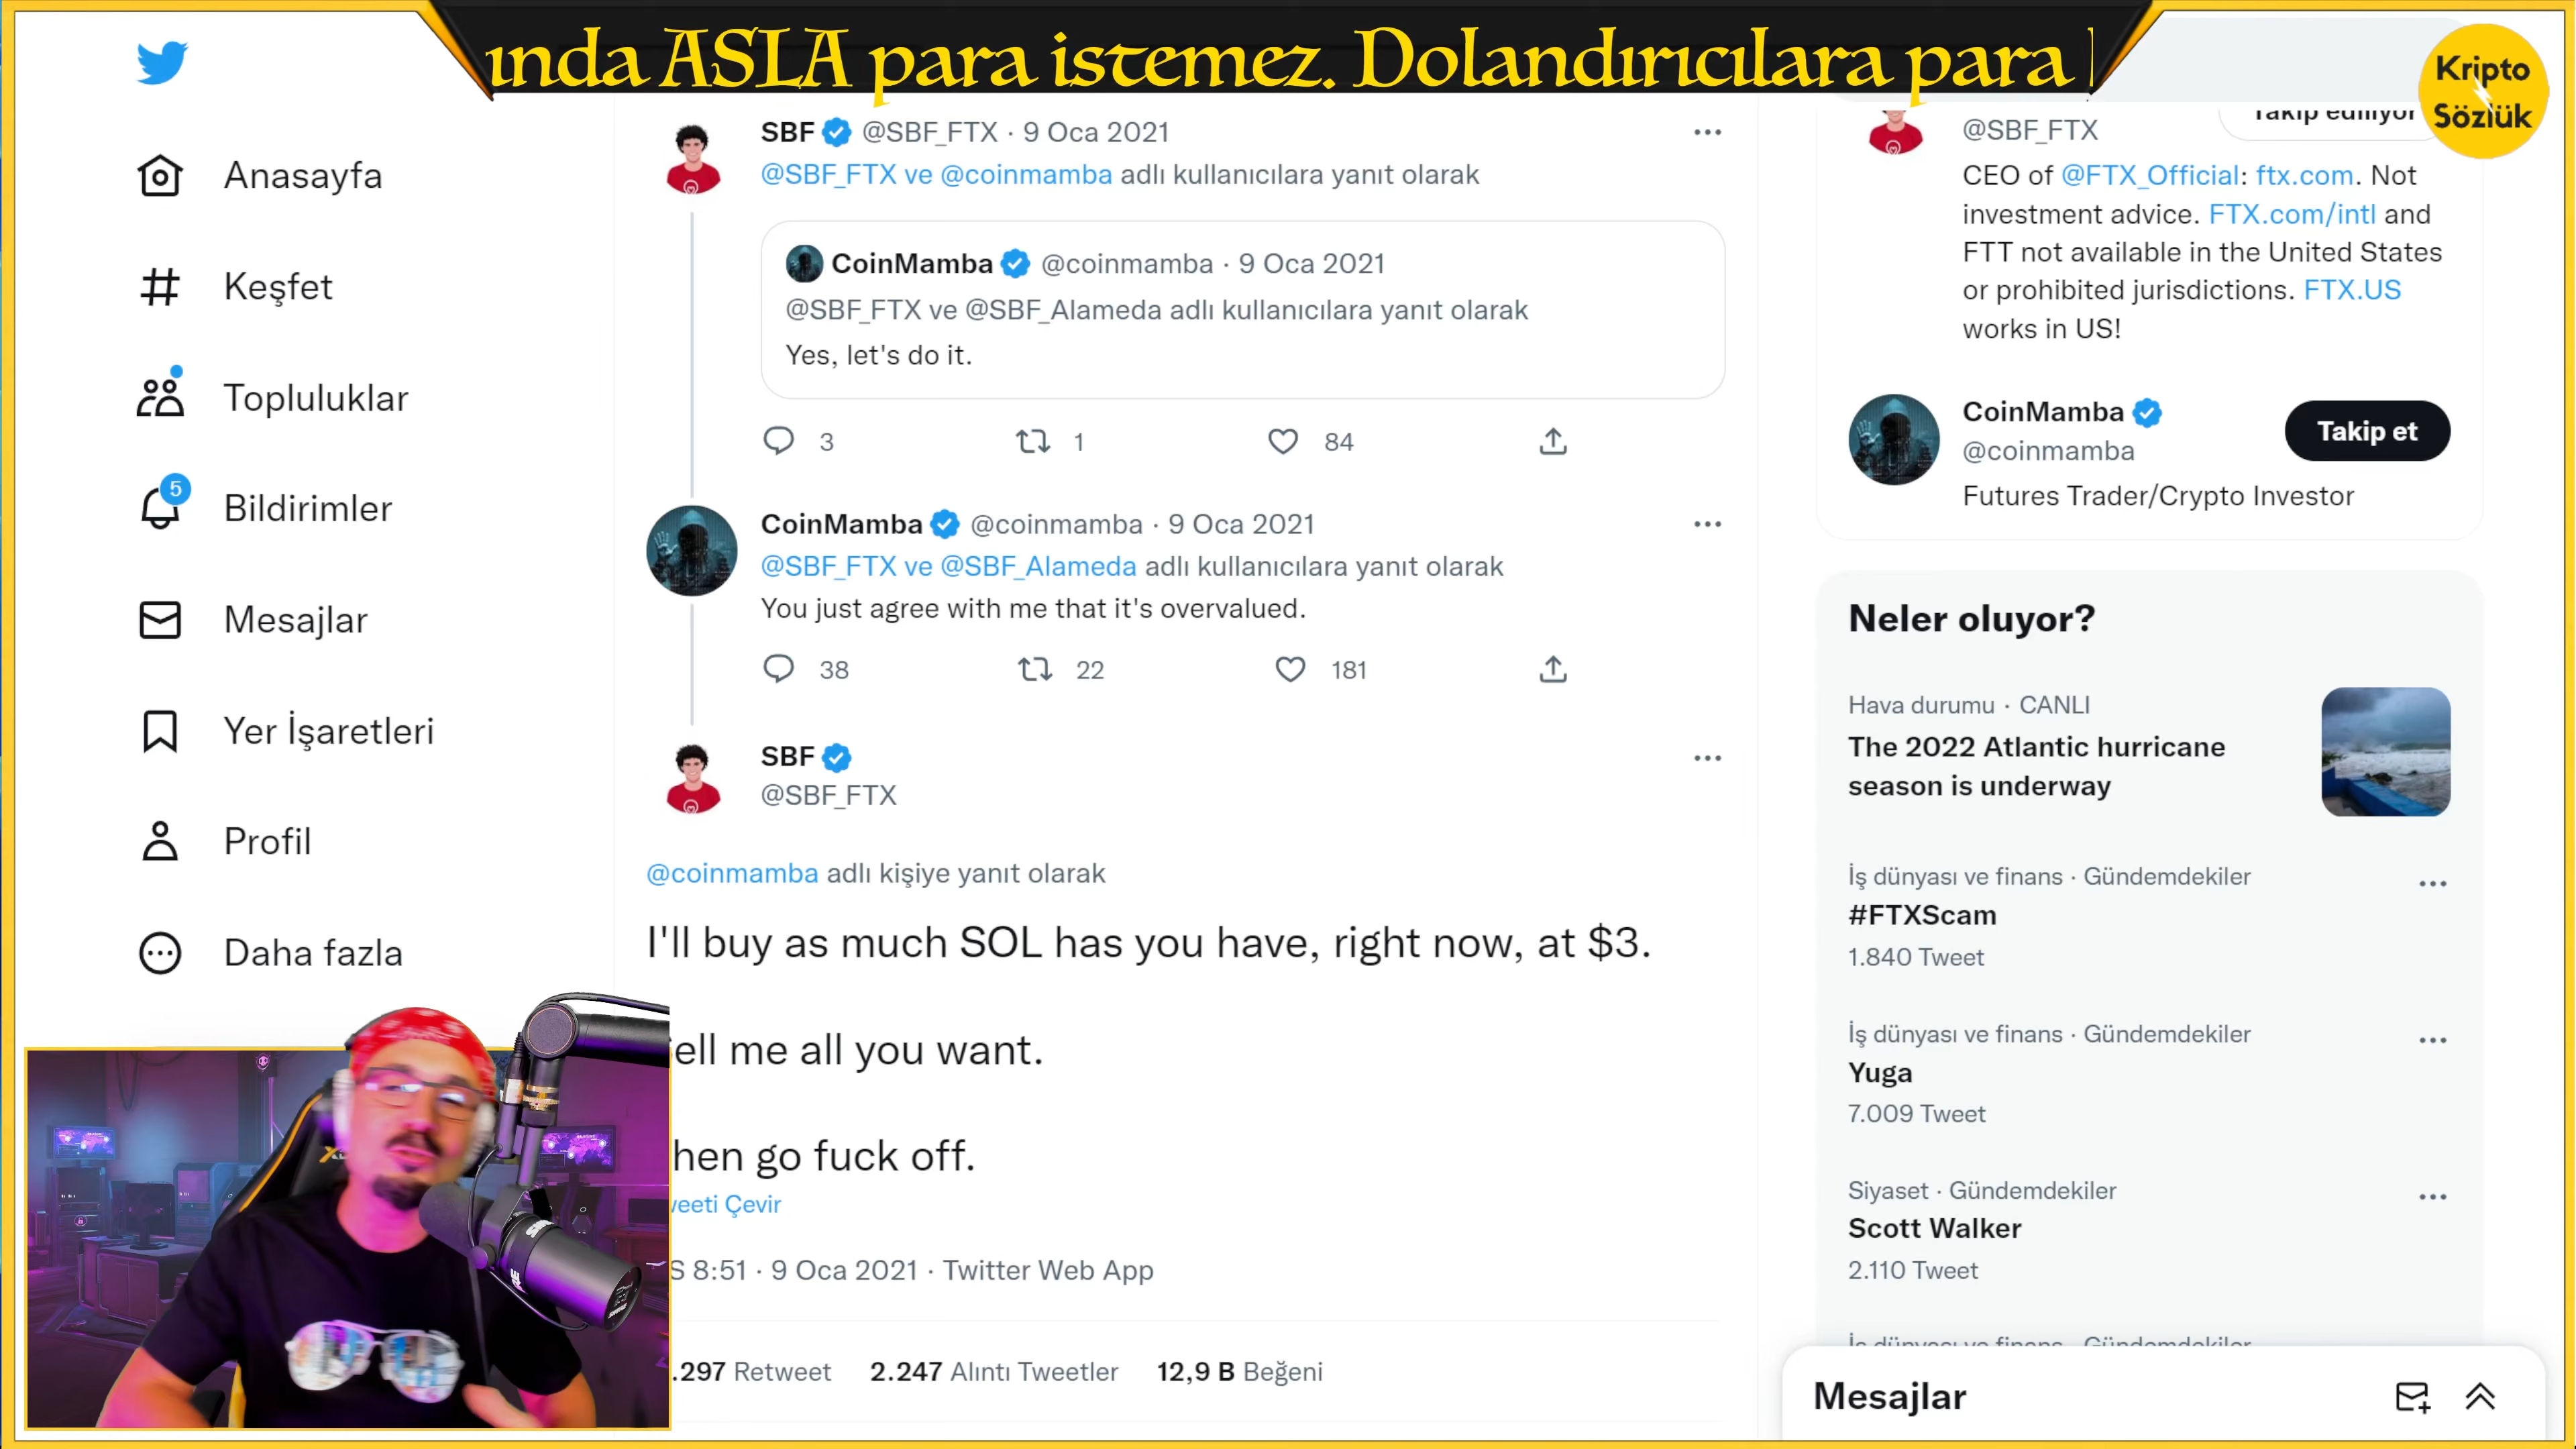 ında ASLA para istemez. Dolandırıcılara para
Kripto
Sözlük
Anasayfa
Keşfet
Topluluklar
5
Bildirimler
Mesajlar
Yer İşaretleri
Profil
Daha fazla
SBF @SBF_FTX · 9 Oca 2021
@SBF_FTX ve @coinmamba adlı kullanıcılara yanıt olarak
CoinMamba @coinmamba · 9 Oca 2021
@SBF_FTX ve @SBF_Alameda adlı kullanıcılara yanıt olarak
Yes, let's do it.
3 1 84
CoinMamba @coinmamba · 9 Oca 2021
@SBF_FTX ve @SBF_Alameda adlı kullanıcılara yanıt olarak
You just agree with me that it's overvalued.
38 22 181
SBF
@SBF_FTX
@coinmamba adlı kişiye yanıt olarak
I'll buy as much SOL has you have, right now, at $3.
ell me all you want.
hen go fuck off.
weeti Çevir
S 8:51 · 9 Oca 2021 · Twitter Web App
.297 Retweet 2.247 Alıntı Tweetler 12,9 B Beğeni
Takip ediliyor
@SBF_FTX
CEO of @FTX_Official: ftx.com. Not
investment advice. FTX.com/intl and
FTT not available in the United States
or prohibited jurisdictions. FTX.US
works in US!
CoinMamba
@coinmamba
Takip et
Futures Trader/Crypto Investor
Neler oluyor?
Hava durumu · CANLI
The 2022 Atlantic hurricane
season is underway
İş dünyası ve finans · Gündemdekiler
#FTXScam
1.840 Tweet
İş dünyası ve finans · Gündemdekiler
Yuga
7.009 Tweet
Siyaset · Gündemdekiler
Scott Walker
2.110 Tweet
İş dünyası ve finans · Gündemdekiler
Mesajlar